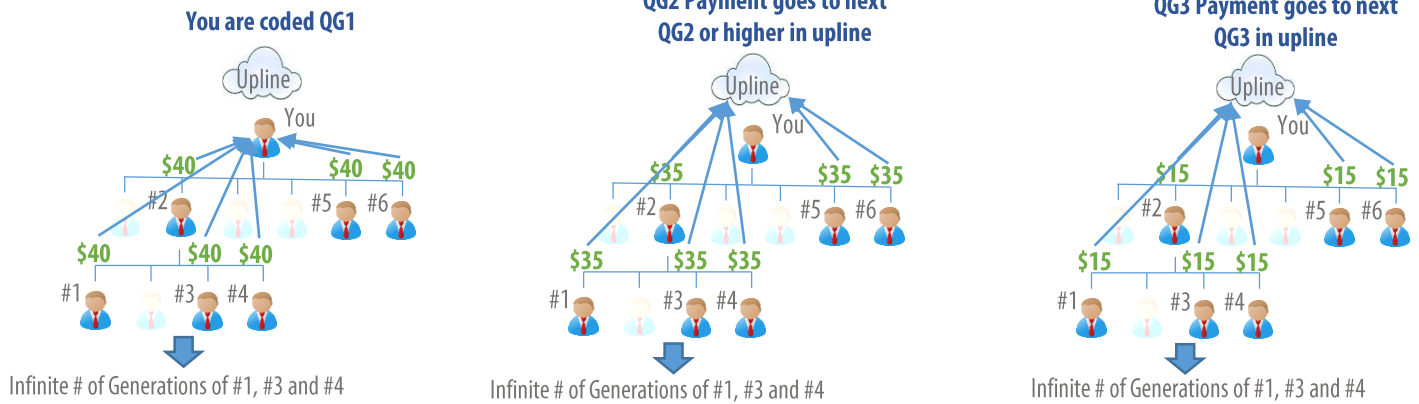 You are coded QG1
Upline
You
$40
$40
$40
#2
#5
#6
$40
$40
$40
#1
#3
#4
Infinite # of Generations of #1, #3 and #4
QG2 Payment goes to next
QG2 or higher in upline
Upline
You
$35
$35
$35
#2
#5
#6
$35
$35
$35
#1
#3
#4
Infinite # of Generations of #1, #3 and #4
QG3 Payment goes to next
QG3 in upline
Upline
You
$15
$15
$15
#2
#5
#6
$15
$15
$15
#1
#3
#4
Infinite # of Generations of #1, #3 and #4